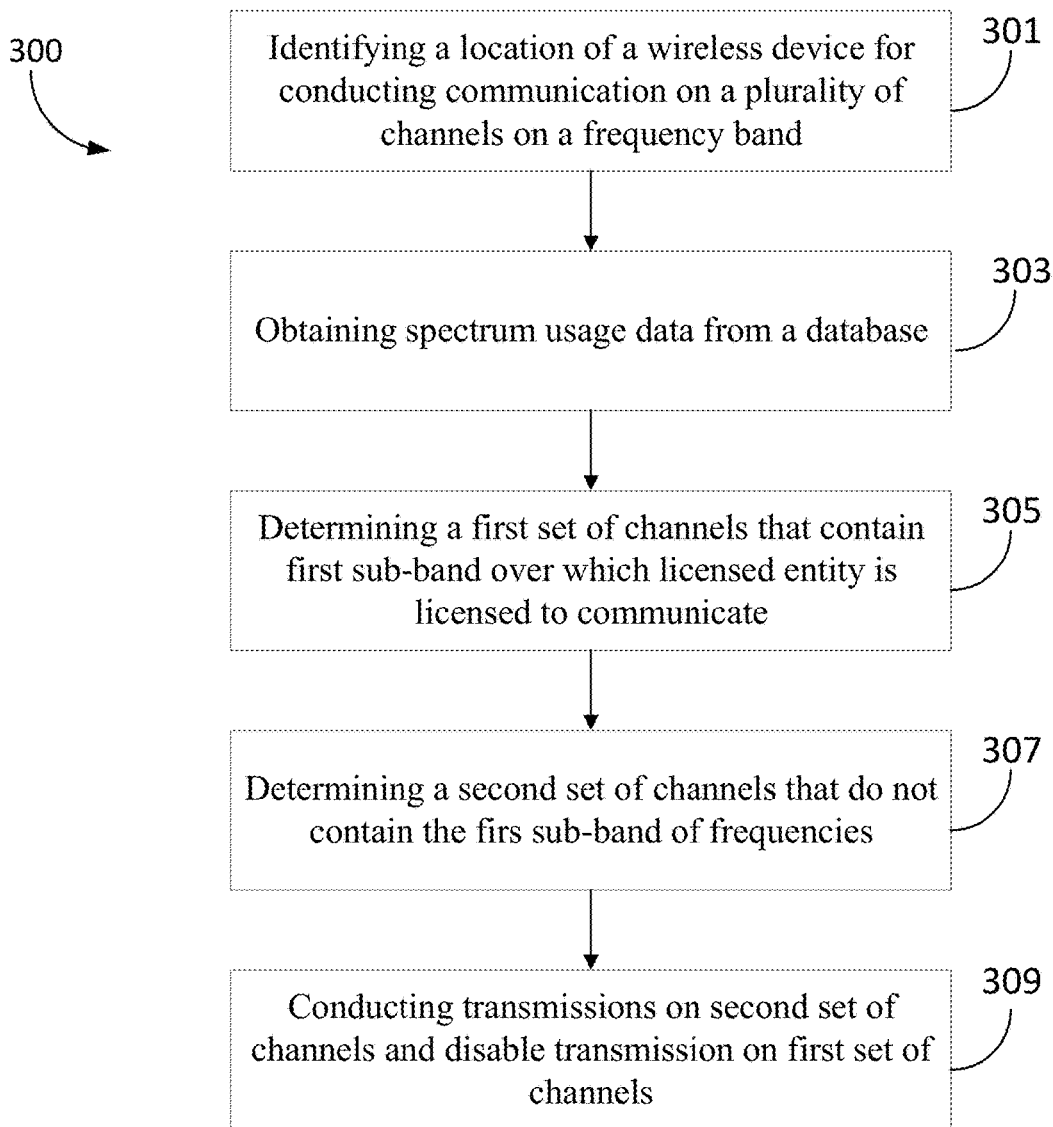 300
301
Identifying a location of a wireless device for
conducting communication on a plurality of
channels on a frequency band
303
Obtaining spectrum usage data from a database
305
Determining a first set of channels that contain
first sub-band over which licensed entity is
licensed to communicate
307
Determining a second set of channels that do not
contain the firs sub-band of frequencies
309
Conducting transmissions on second set of
channels and disable transmission on first set of
channels